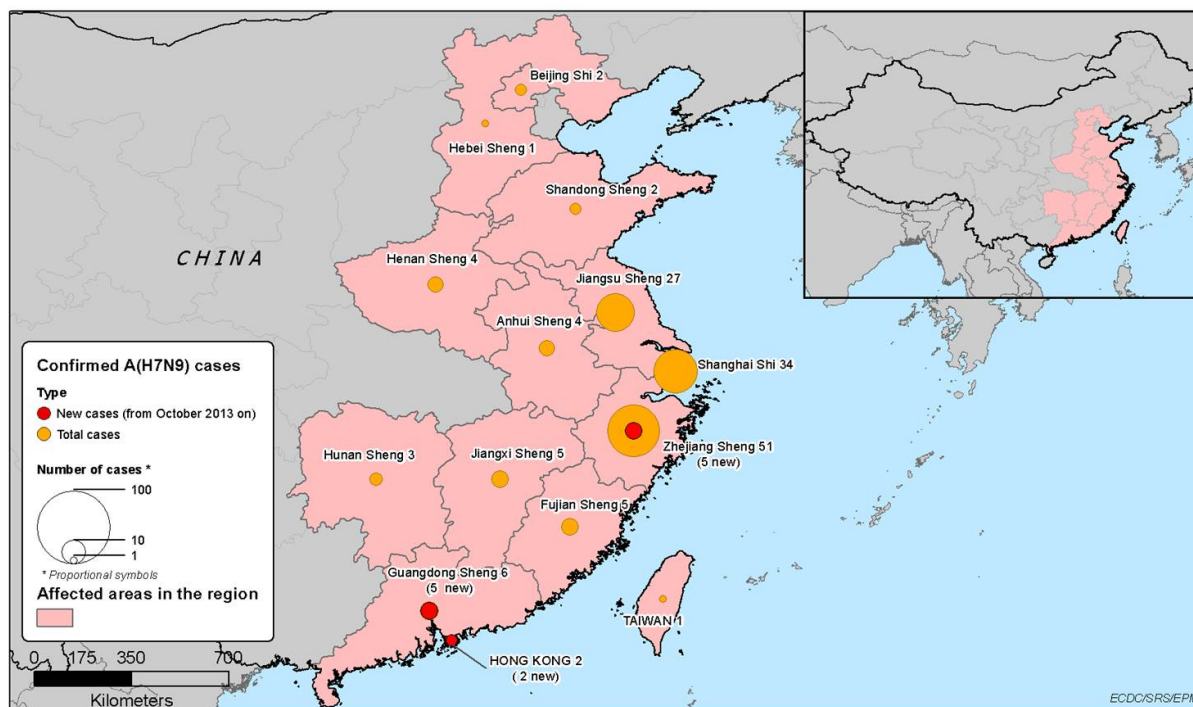 Beijing Shi 2
Hebei Sheng 1
Shandong Sheng 2
CHINA
Henan Sheng 4
Jiangsu Sheng 27
Anhui Sheng 4
Shanghai Shi 34
Zhejiang Sheng 51
(5 new)
Hunan Sheng 3
Jiangxi Sheng 5
Fujian Sheng 5
Guangdong Sheng 6
(5 new)
TAIWAN 1
HONG KONG 2
( 2 new)
Confirmed A(H7N9) cases
Type
New cases (from October 2013 on)
Total cases
Number of cases *
100
10
1
* Proportional symbols
Affected areas in the region
0 175 350 700
Kilometers
ECDC/SRS/EPI